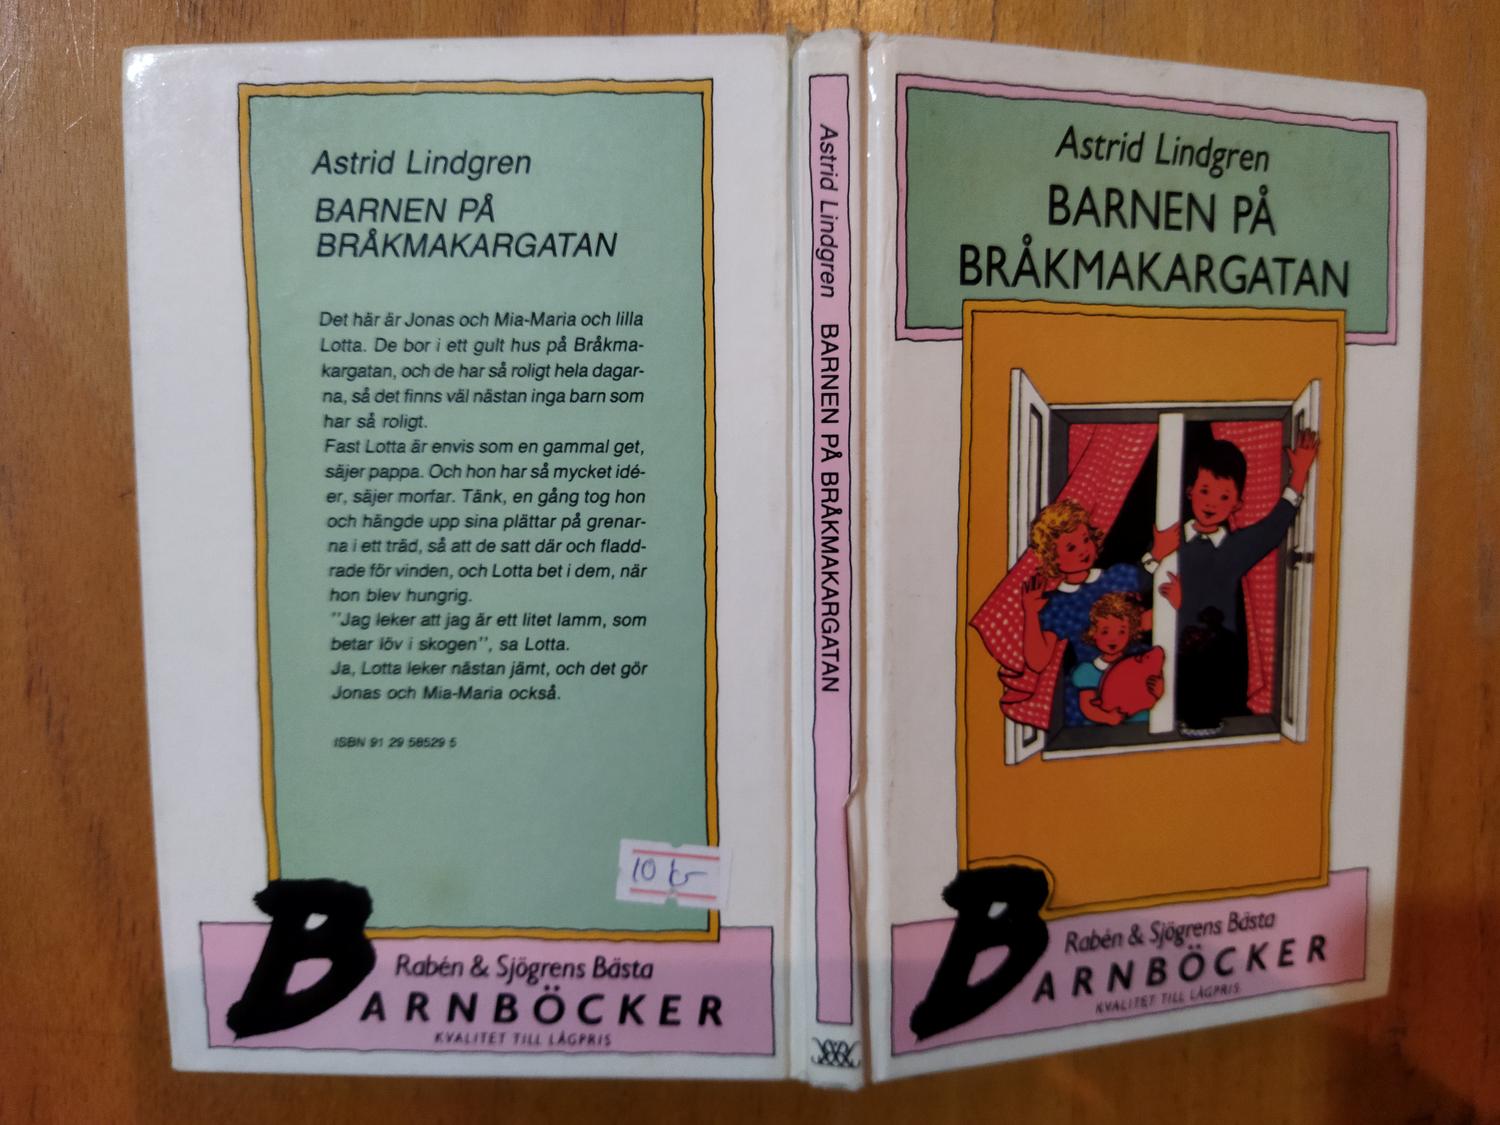 Astrid Lindgren
BARNEN PÅ
BRÅKMAKARGATAN
Det här är Jonas och Mia-Maria och lilla
Lotta. De bor i ett gult hus på Bråkma-
kargatan, och de har så roligt hela dagar-
na, så det finns väl nästan inga barn som
har så roligt.
Fast Lotta är envis som en gammal get,
säjer pappa. Och hon har så mycket idé-
er, säjer morfar. Tänk, en gång tog hon
och hängde upp sina plättar på grenar-
na i ett träd, så att de satt där och fladd-
rade för vinden, och Lotta bet i dem, när
hon blev hungrig.
"Jag leker att jag är ett litet lamm, som
betar löv i skogen", sa Lotta.
Ja, Lotta leker nästan jämt, och det gör
Jonas och Mia-Maria också.
ISBN 91 29 58529 5
10 kr
Rabén & Sjögrens Bästa
BARNBÖCKER
KVALITET TILL LÅGPRIS
Astrid Lindgren BARNEN PÅ BRÅKMAKARGATAN
Astrid Lindgren
BARNEN PÅ
BRÅKMAKARGATAN
Rabén & Sjögrens Bästa
BARNBÖCKER
KVALITET TILL LÅGPRIS